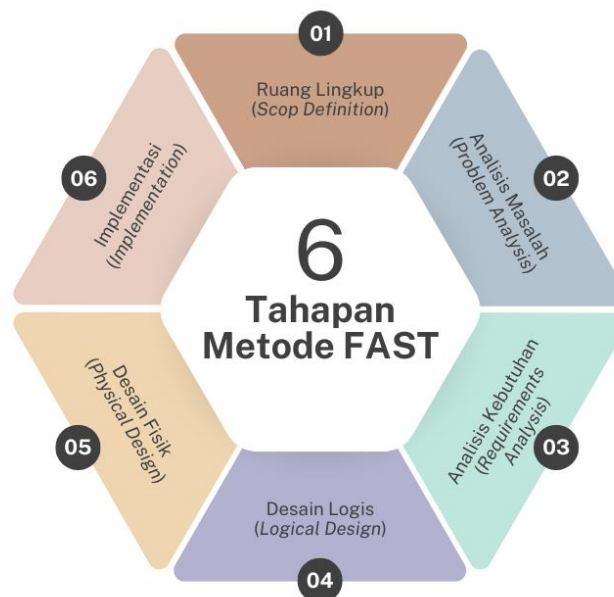 01
Ruang Lingkup
(Scop Definition)
02
Analisis Masalah
(Problem Analysis)
03
Analisis Kebutuhan
(Requirements
Analysis)
04
Desain Logis
(Logical Design)
05
Desain Fisik
(Physical Design)
06
Implementasi
(Implementation)
6
Tahapan
Metode FAST